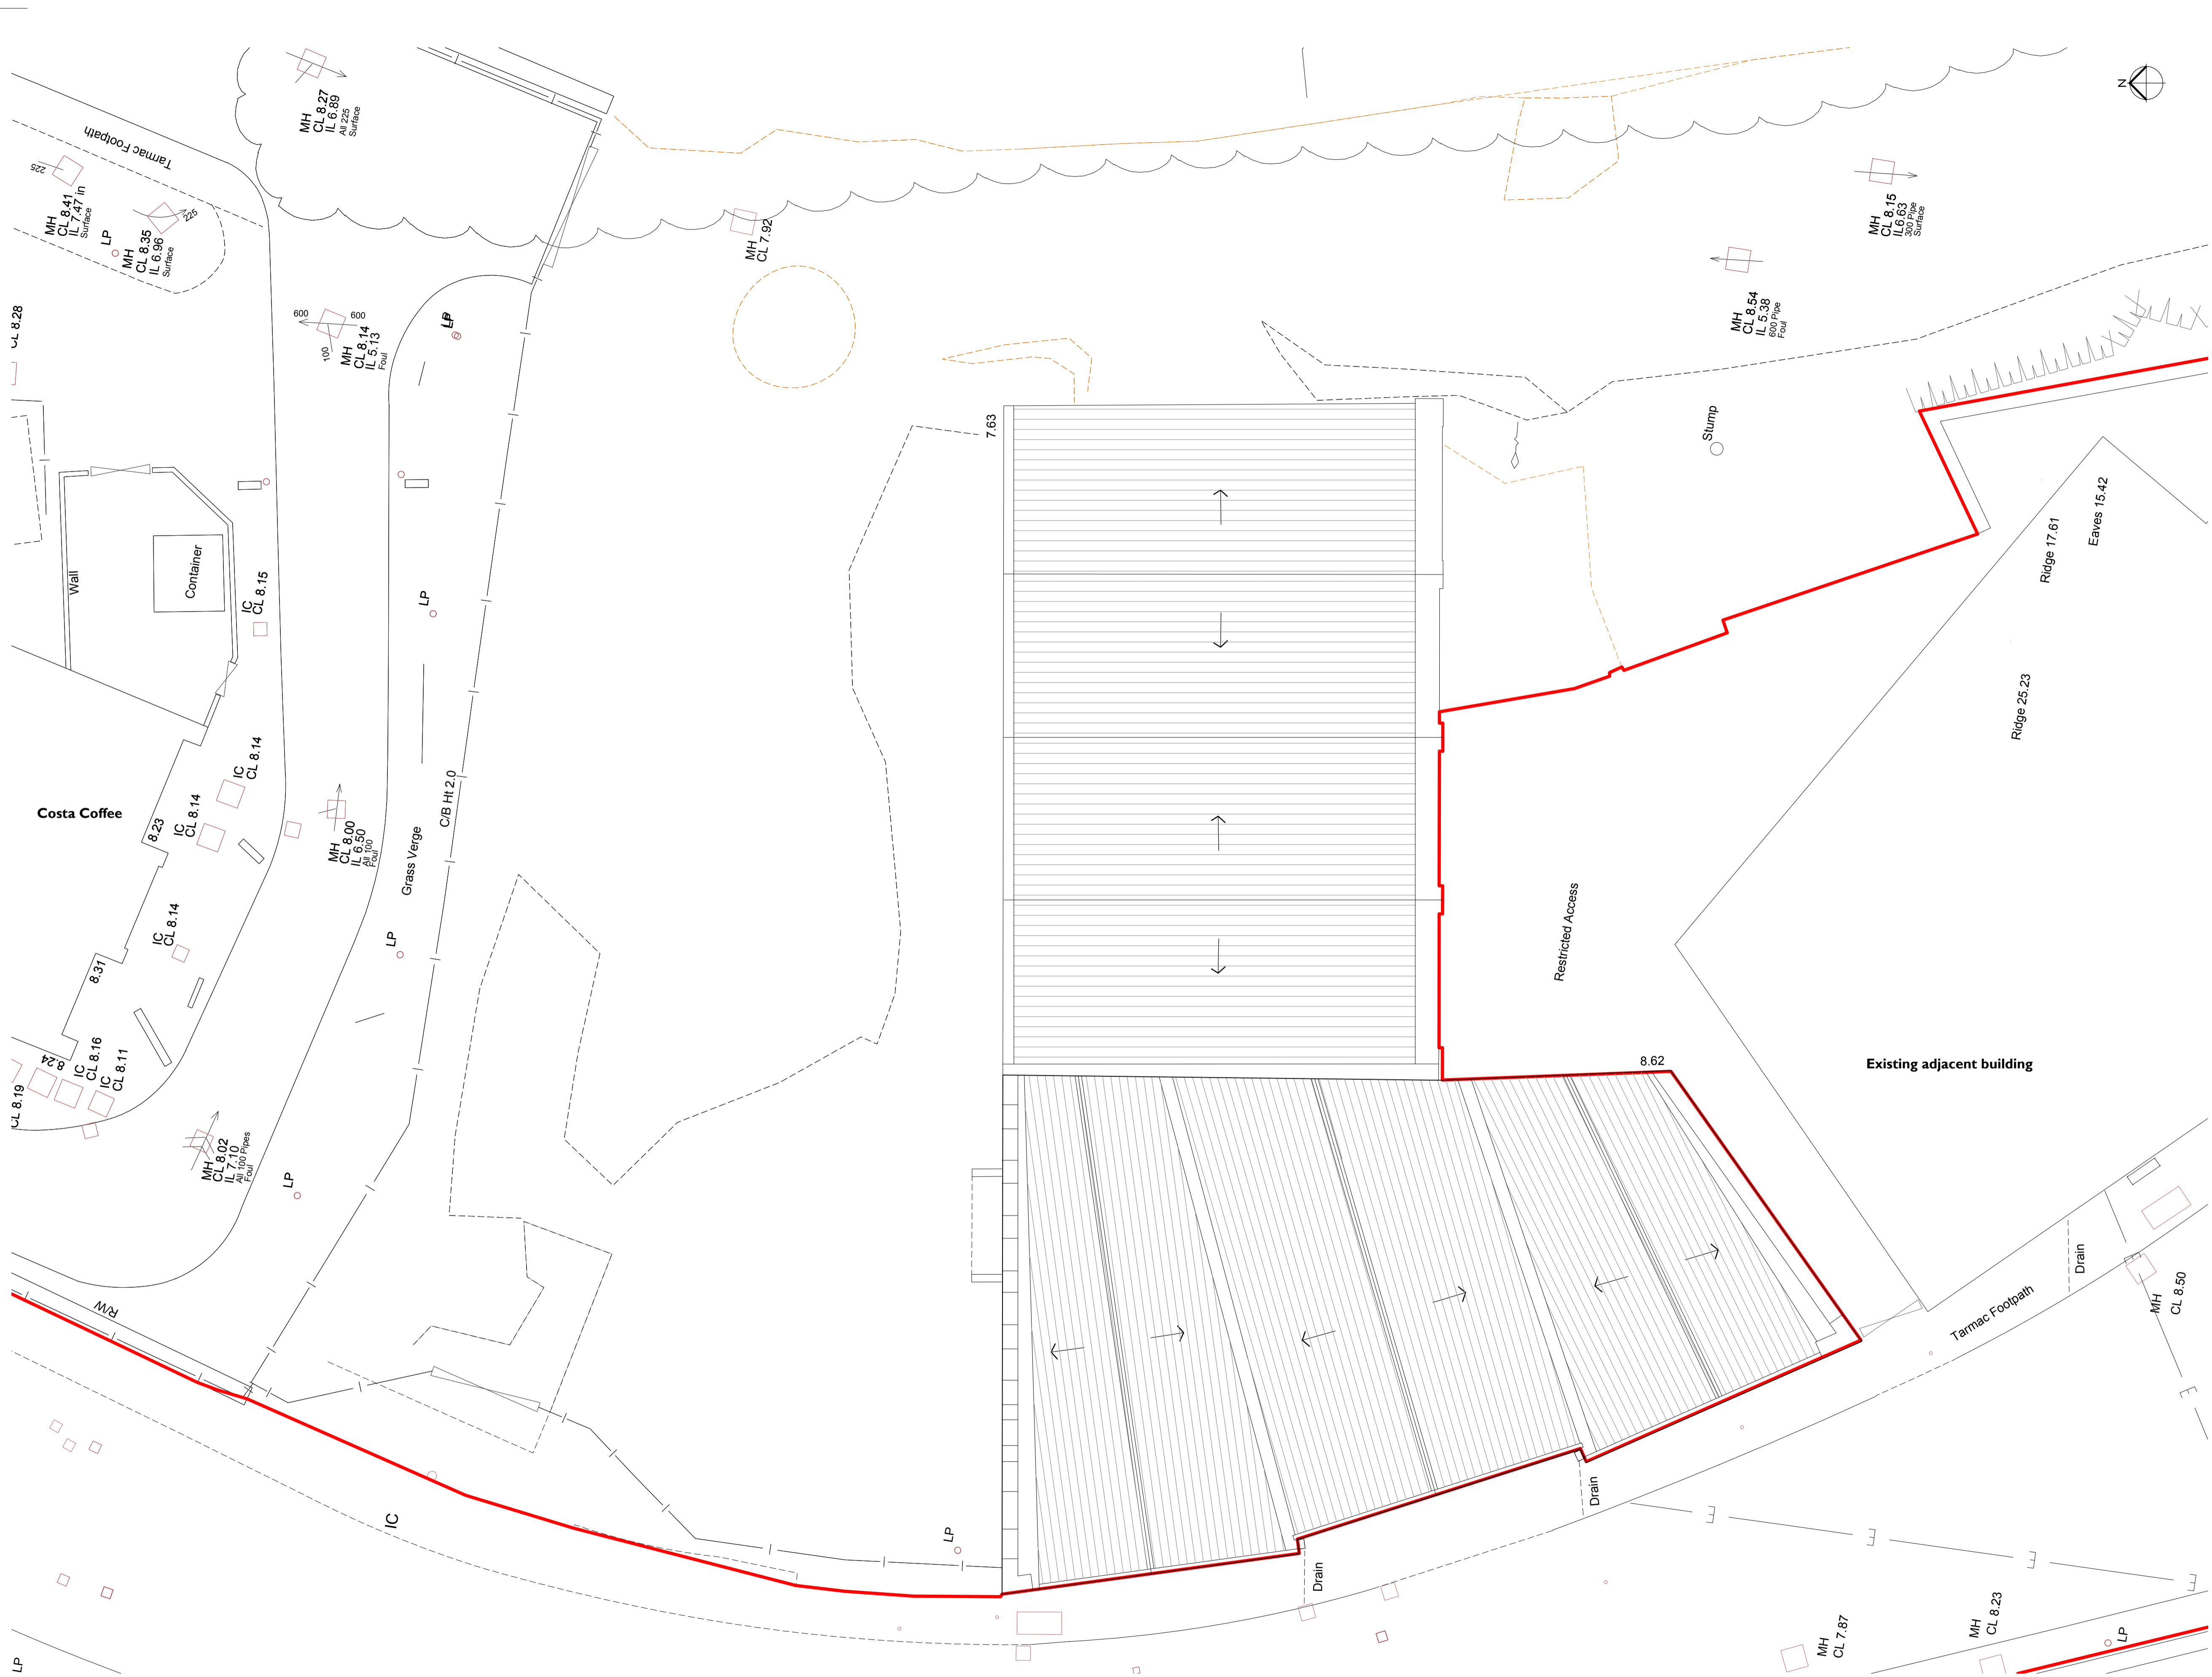 MH
CL 8.27
IL 6.89
All 225
Surface
Tarmac Footpath
225
MH
CL 8.41
IL 7.47 in
Surface
225
MH
CL 8.35
IL 6.96
Surface
LP
N
MH
CL 7.92
MH
CL 8.15
IL6.63
300 Pipe
Surface
MH
CL 8.54
IL 5.38
600 Pipe
Foul
CL 8.28
600
600
100
MH
CL 8.14
IL 5.13
Foul
LP
LP
7.63
Stump
Wall
Container
IC
CL 8.15
LP
Ridge 17.61
Eaves 15.42
Ridge 25.23
Costa Coffee
IC
CL 8.14
IC
CL 8.14
8.23
MH
CL 8.00
IL 6.50
All 100
Foul
C/B Ht 2.0
Grass Verge
LP
Restricted Access
IC
CL 8.14
8.31
8.24
IC
CL 8.16
IC
CL 8.11
CL 8.19
8.62
Existing adjacent building
MH
CL 8.02
IL 7.10
All 100 Pipes
Foul
LP
R/W
Drain
Tarmac Footpath
MH
CL 8.50
IC
LP
Drain
Drain
MH
CL 7.87
MH
CL 8.23
LP
LP